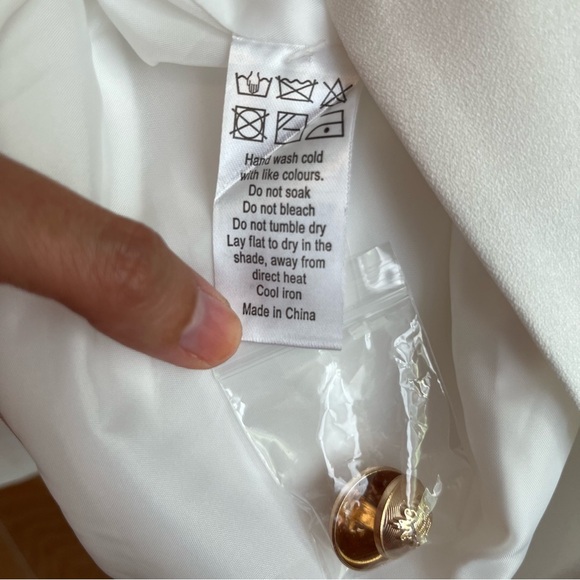 Hand wash cold
with like colours.
Do not soak
Do not bleach
Do not tumble dry
Lay flat to dry in the
shade, away from
direct heat
Cool iron
Made in China